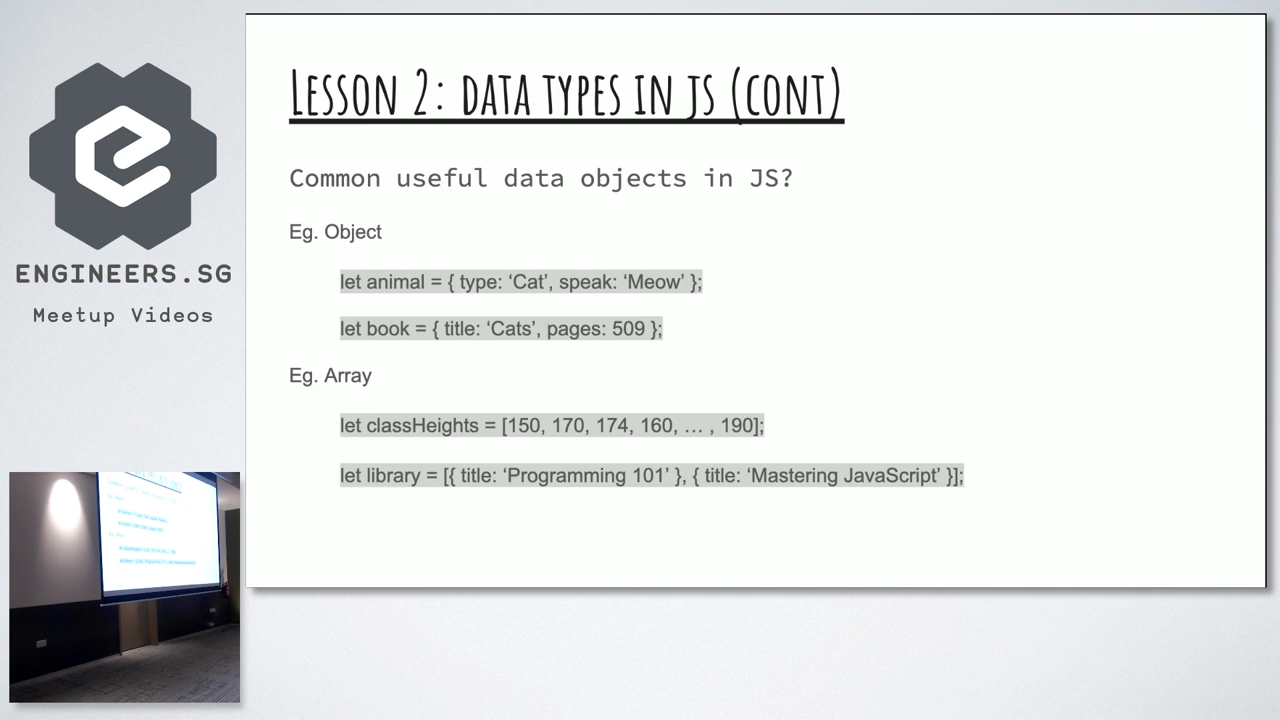 LESSON 2: DATA TYPES IN JS (CONT)
Common useful data objects in JS?
Eg. Object
let animal = { type: ‘Cat’, speak: ‘Meow’ };
let book = { title: ‘Cats’, pages: 509 };
Eg. Array
let classHeights = [150, 170, 174, 160, … , 190];
let library = [{ title: ‘Programming 101’ }, { title: ‘Mastering JavaScript’ }];
ENGINEERS.SG
Meetup Videos